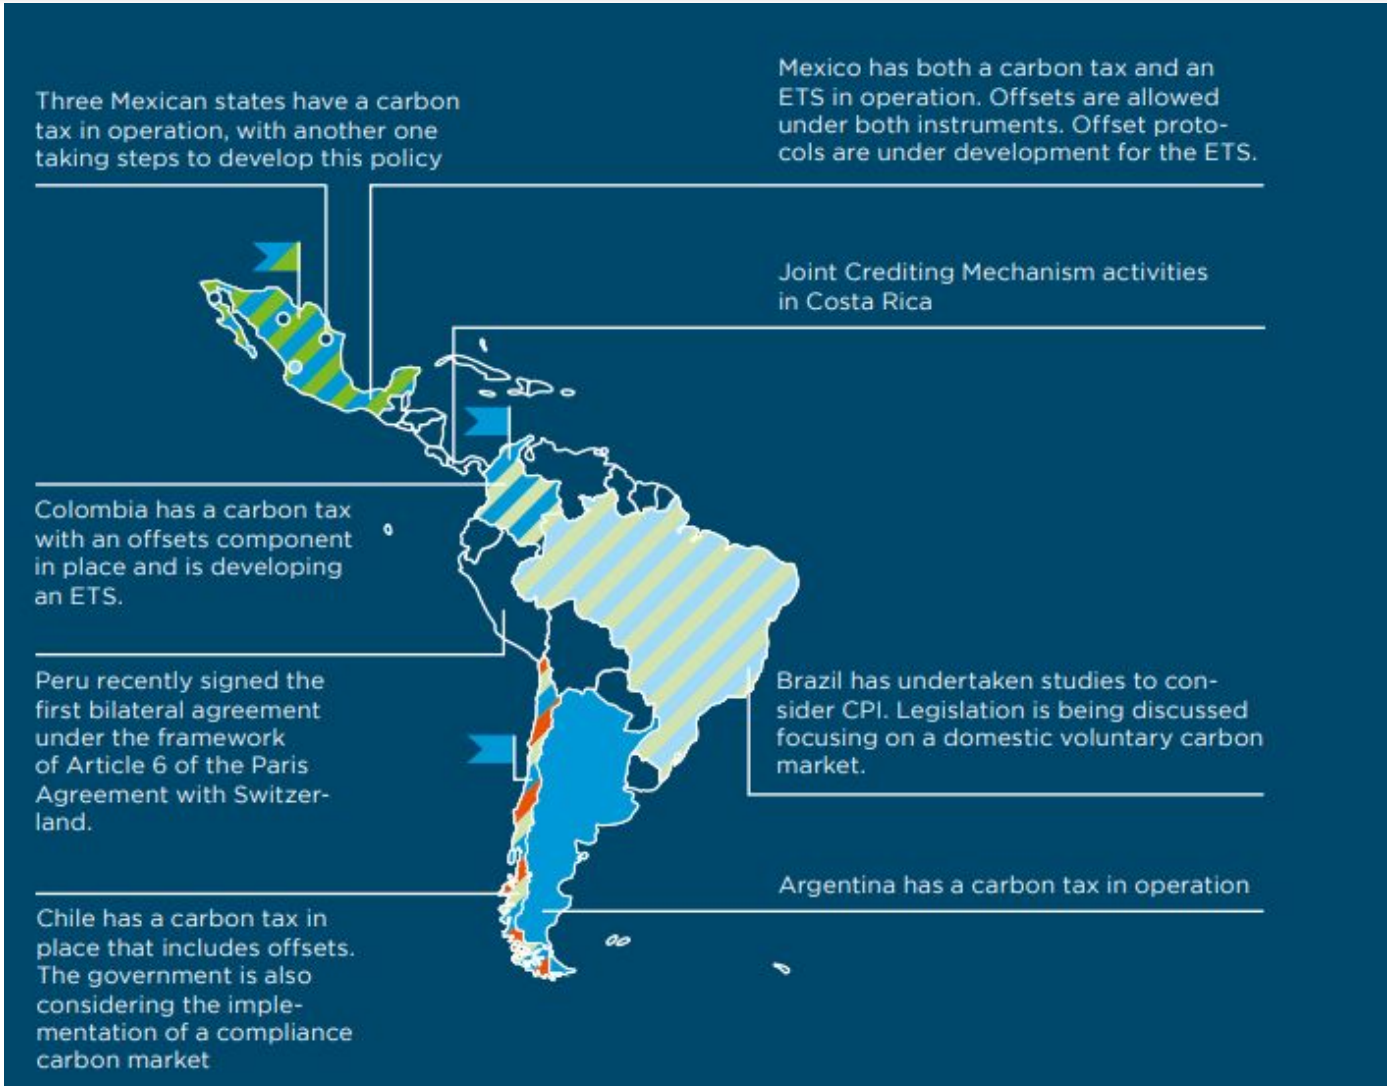 Three Mexican states have a carbon
tax in operation, with another one
taking steps to develop this policy
Mexico has both a carbon tax and an
ETS in operation. Offsets are allowed
under both instruments. Offset proto-
cols are under development for the ETS.
Joint Crediting Mechanism activities
in Costa Rica
Colombia has a carbon tax
with an offsets component
in place and is developing
an ETS.
Peru recently signed the
first bilateral agreement
under the framework
of Article 6 of the Paris
Agreement with Switzer-
land.
Brazil has undertaken studies to con-
sider CPI. Legislation is being discussed
focusing on a domestic voluntary carbon
market.
Argentina has a carbon tax in operation
Chile has a carbon tax in
place that includes offsets.
The government is also
considering the imple-
mentation of a compliance
carbon market